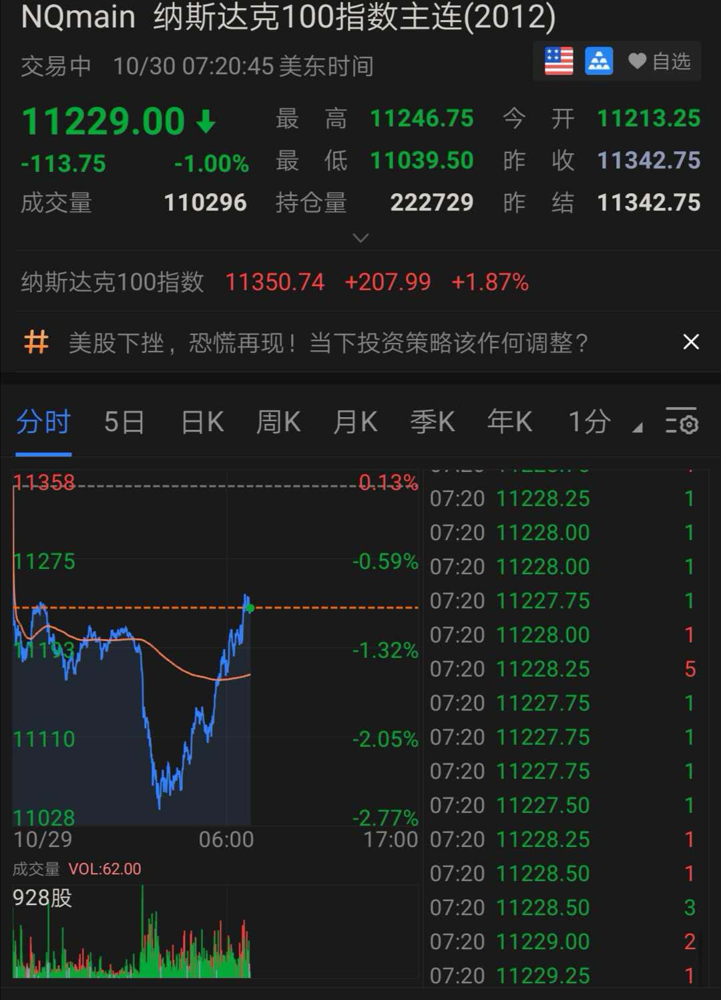 NQmain 纳斯达克100指数主连(2012)
交易中 10/30 07:20:45 美东时间 自选
11229.00 最高 11246.75 今开 11213.25
-113.75 -1.00% 最低 11039.50 昨收 11342.75
成交量 110296 持仓量 222729 昨结 11342.75
纳斯达克100指数 11350.74 +207.99 +1.87%
# 美股下挫，恐慌再现！当下投资策略该作何调整？
分时 5日 日K 周K 月K 季K 年K 1分
11358 0.13%
11275 -0.59%
11193 -1.32%
11110 -2.05%
11028 -2.77%
10/29 06:00 17:00
成交量 VOL:62.00
928股
07:20 11228.25 1
07:20 11228.00 1
07:20 11228.00 1
07:20 11227.75 1
07:20 11228.00 1
07:20 11228.25 5
07:20 11227.75 1
07:20 11227.75 1
07:20 11227.75 1
07:20 11227.50 1
07:20 11228.25 1
07:20 11228.50 1
07:20 11228.50 3
07:20 11229.00 2
07:20 11229.25 1